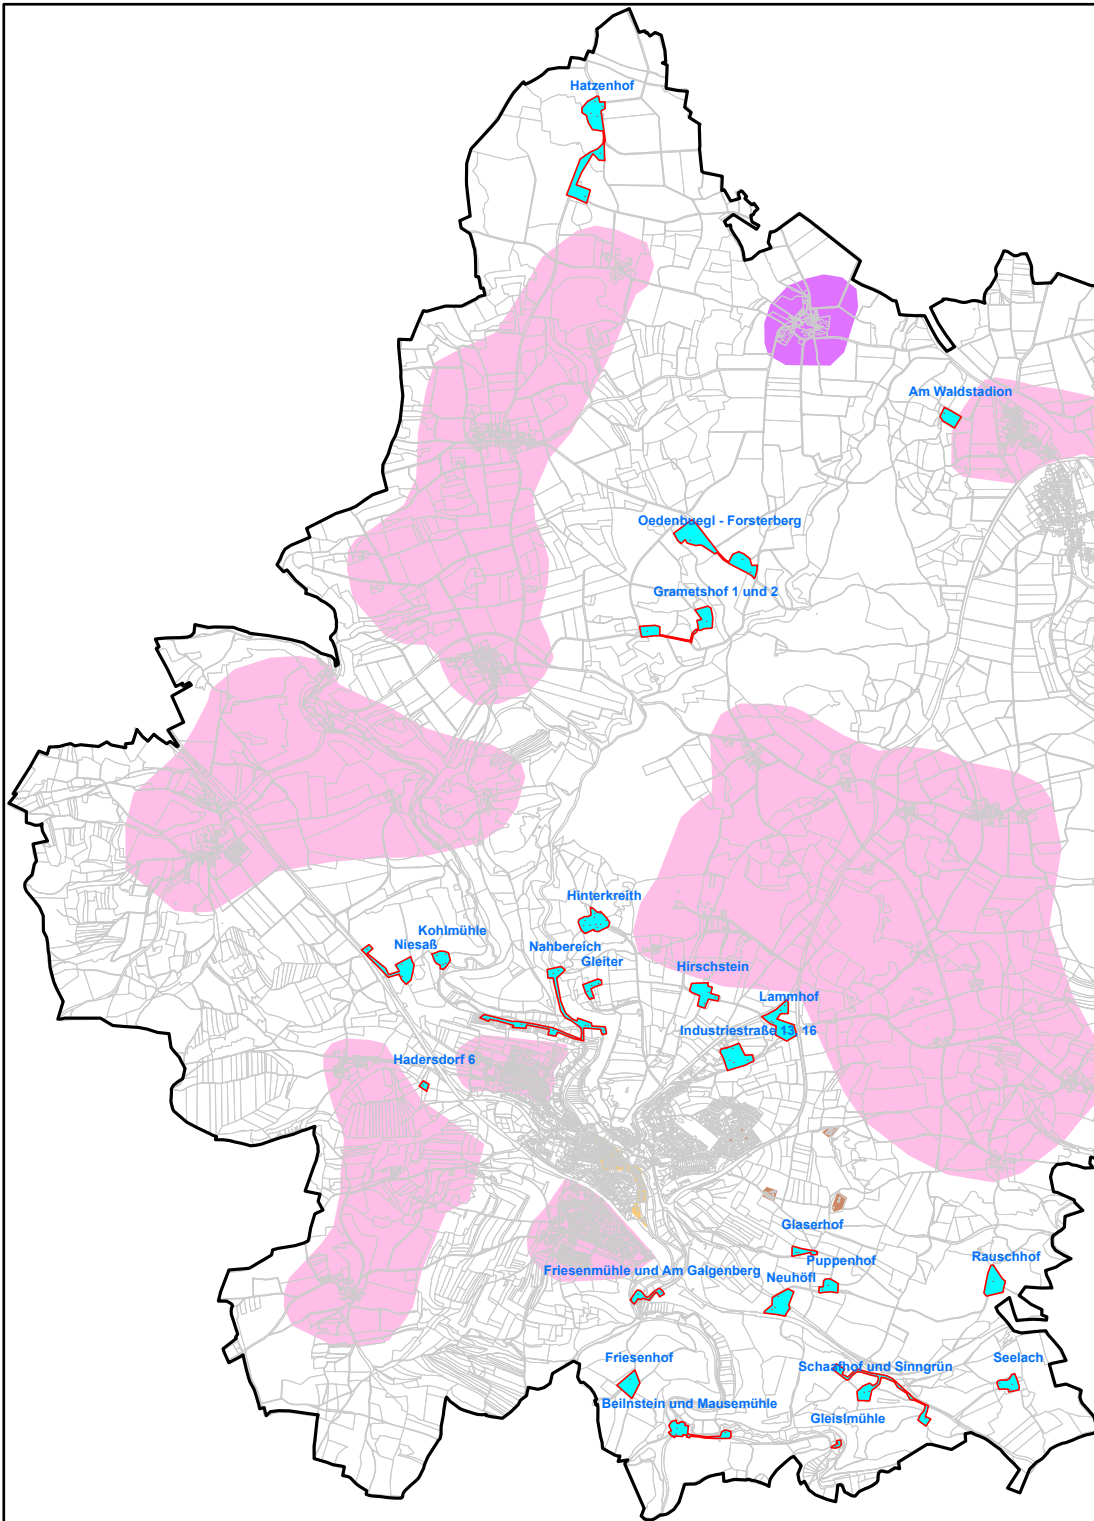 Hatzenhof
Am Waldstadion
Oedenbuegl - Forsterberg
Grametshof 1 und 2
Hinterkreith
Kohlmühle
Niesaß
Nahbereich
Gleiter
Hirschstein
Lammhof
Industriestraße 13, 16
Hadersdorf 6
Glaserhof
Puppenhof
Rauschhof
Neuhöfl
Friesenmühle und Am Galgenberg
Friesenhof
Schaafhof und Sinngrün
Seelach
Beilnstein und Mausemühle
Gleislmühle